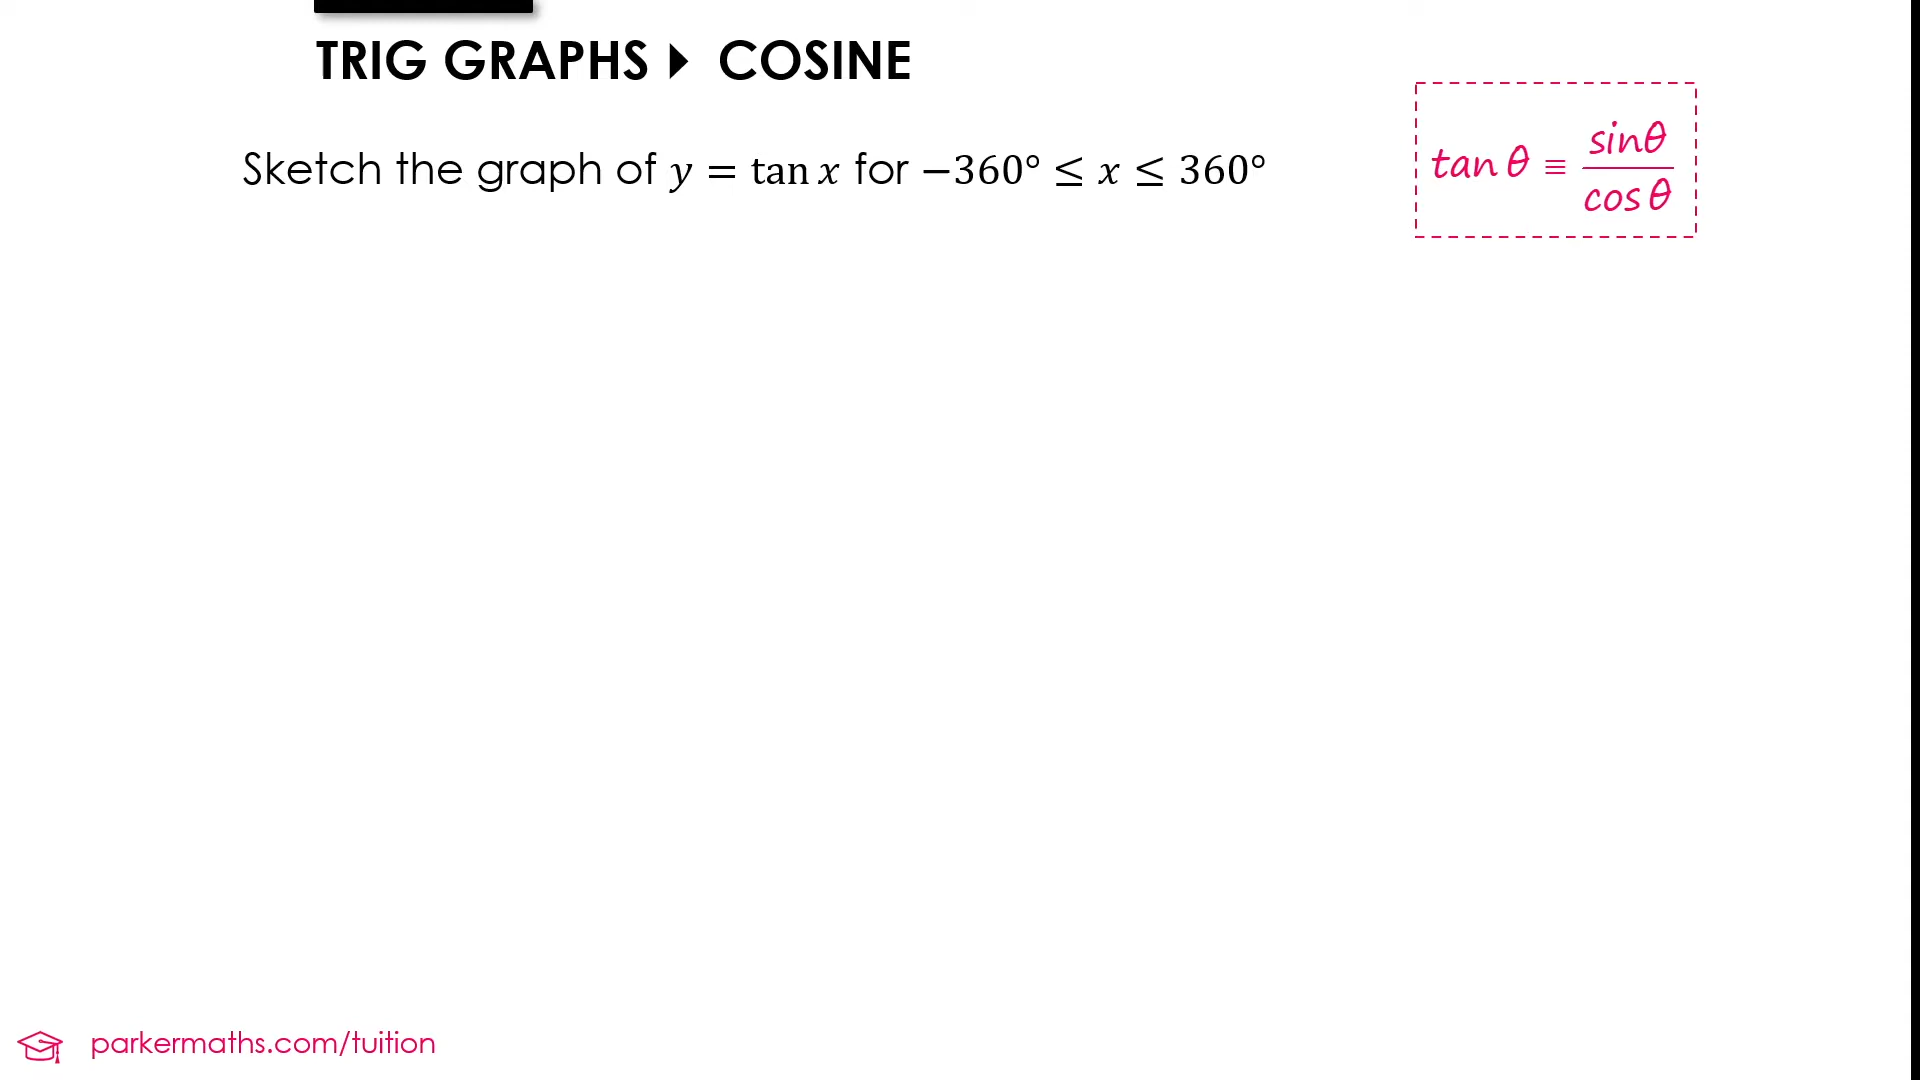 TRIG GRAPHS ▶ COSINE
Sketch the graph of y = tan x for −360° ≤ x ≤ 360°
tan θ ≡ sinθ / cos θ
parkermaths.com/tuition